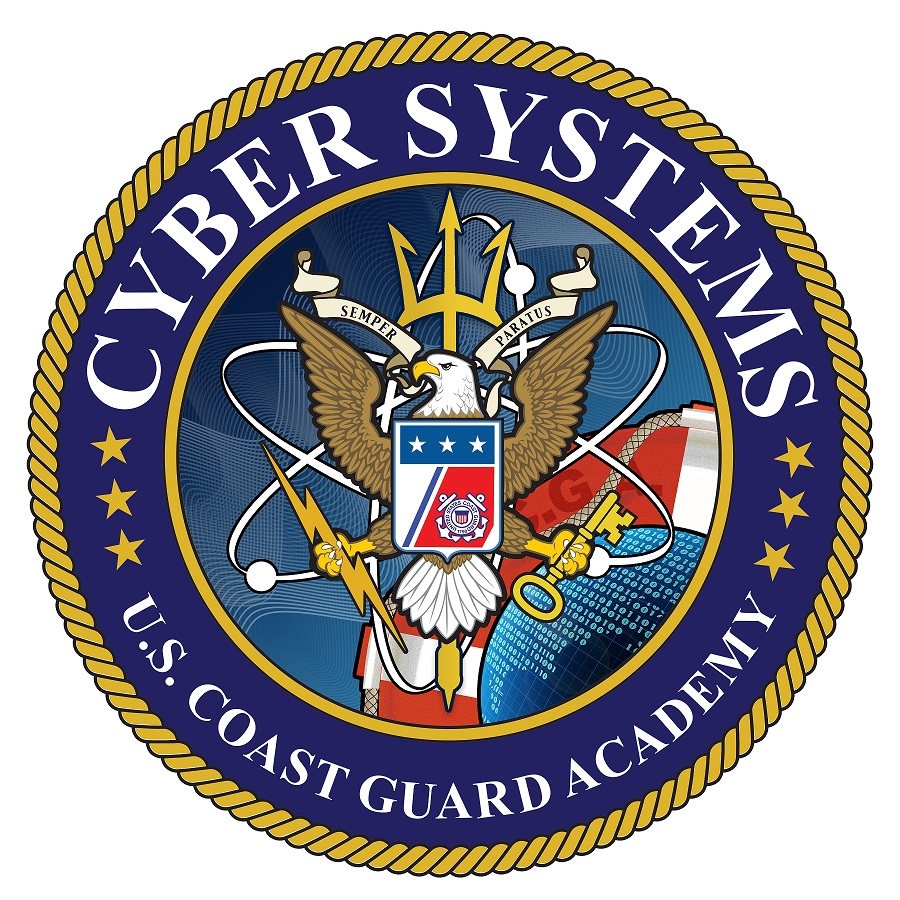 CYBER SYSTEMS
SEMPER
PARATUS
U.S. COAST GUARD ACADEMY